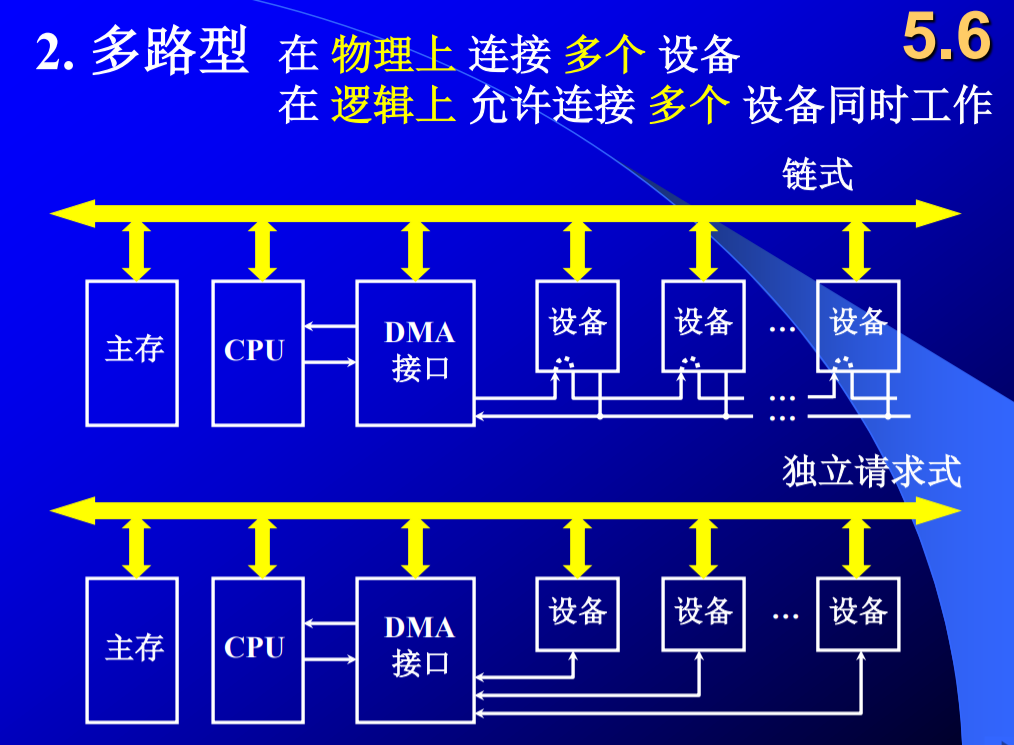 2. 多路型 在 物理上 连接 多个 设备
5.6
在 逻辑上 允许连接 多个 设备同时工作
链式
主存
CPU
DMA
接口
设备
设备
…
设备
…
…
独立请求式
主存
CPU
DMA
接口
设备
设备
…
设备